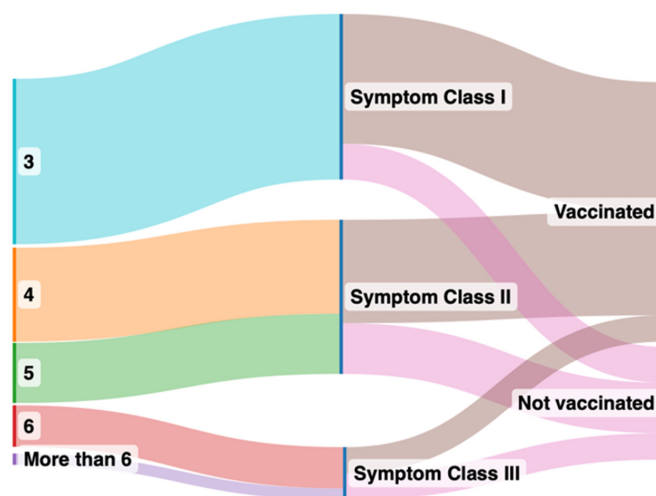 3
4
5
6
More than 6
Symptom Class I
Symptom Class II
Symptom Class III
Vaccinated
Not vaccinated